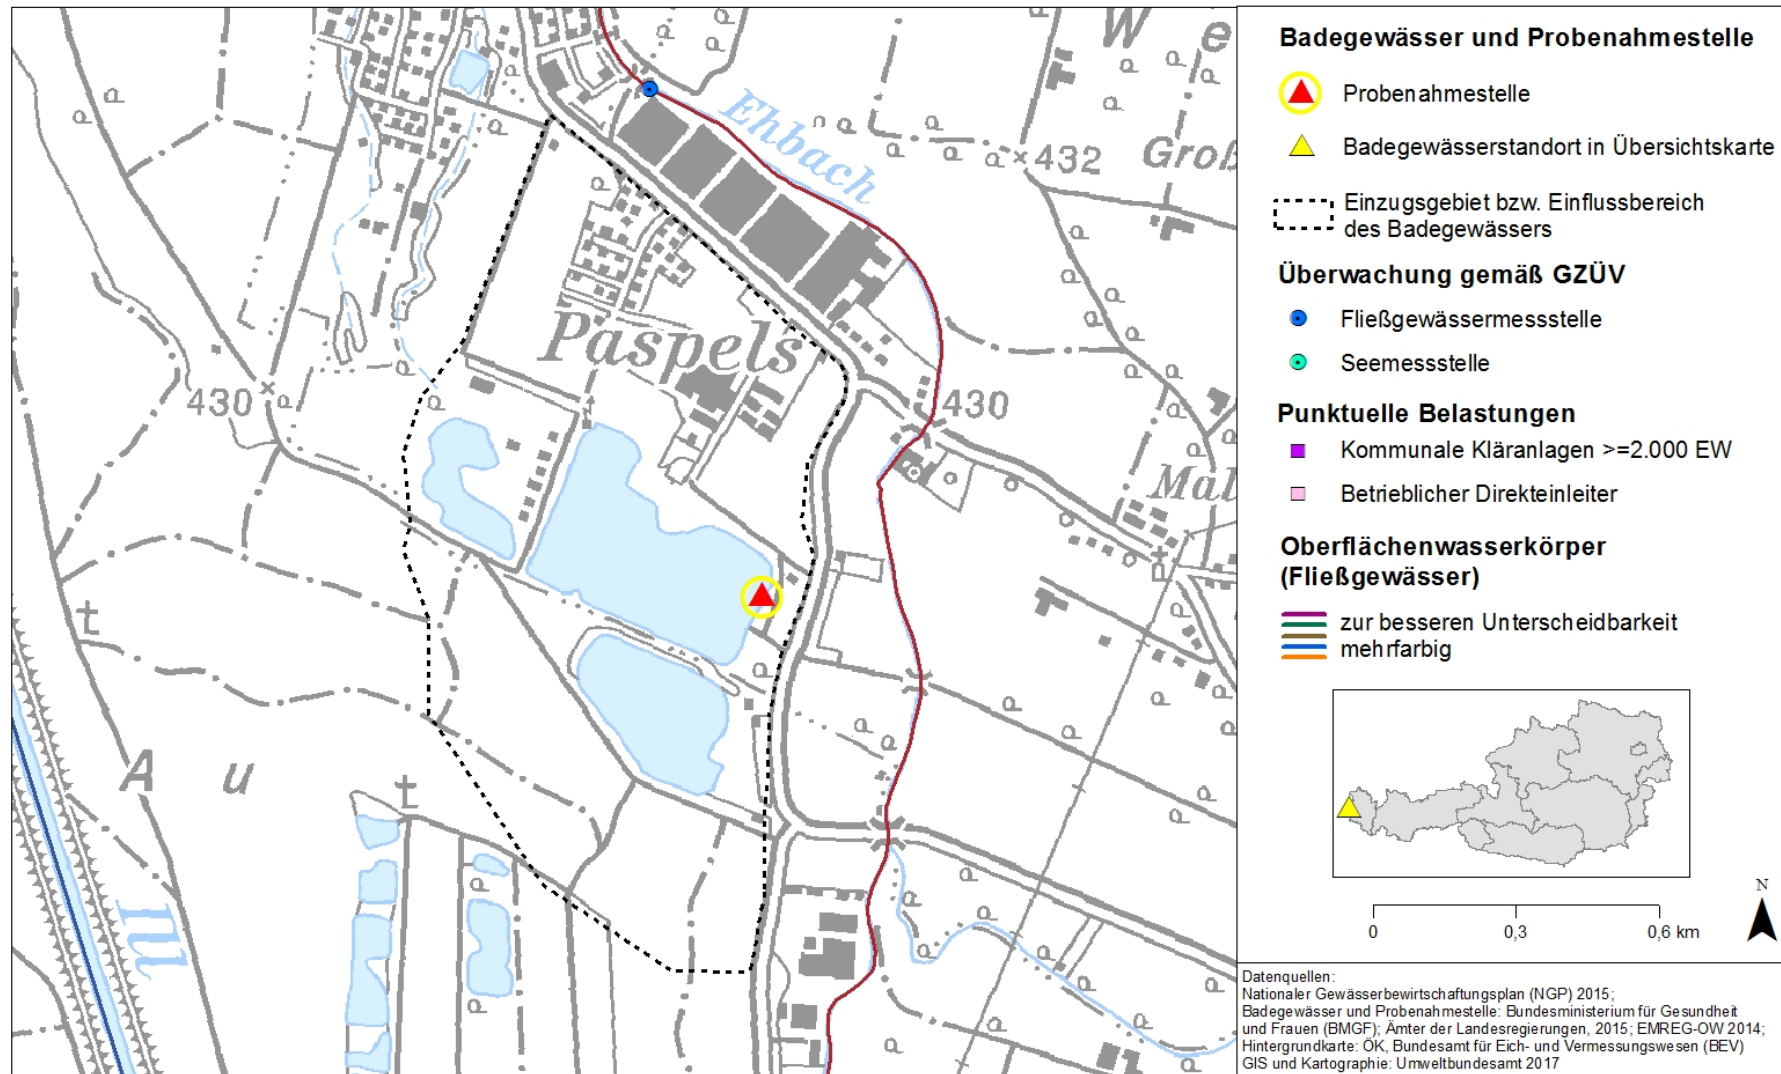 W e
Ehbach
432
Groß
Paspels
430
430
Mal
A u
Ill
Badegewässer und Probenahmestelle
Probenahmestelle
Badegewässerstandort in Übersichtskarte
Einzugsgebiet bzw. Einflussbereich
des Badegewässers
Überwachung gemäß GZÜV
Fließgewässermessstelle
Seemessstelle
Punktuelle Belastungen
Kommunale Kläranlagen >=2.000 EW
Betrieblicher Direkteinleiter
Oberflächenwasserkörper
(Fließgewässer)
zur besseren Unterscheidbarkeit
mehrfarbig
N
0 0,3 0,6 km
Datenquellen:
Nationaler Gewässerbewirtschaftungsplan (NGP) 2015;
Badegewässer und Probenahmestelle: Bundesministerium für Gesundheit
und Frauen (BMGF); Ämter der Landesregierungen, 2015; EMREG-OW 2014;
Hintergrundkarte: ÖK, Bundesamt für Eich- und Vermessungswesen (BEV)
GIS und Kartographie: Umweltbundesamt 2017